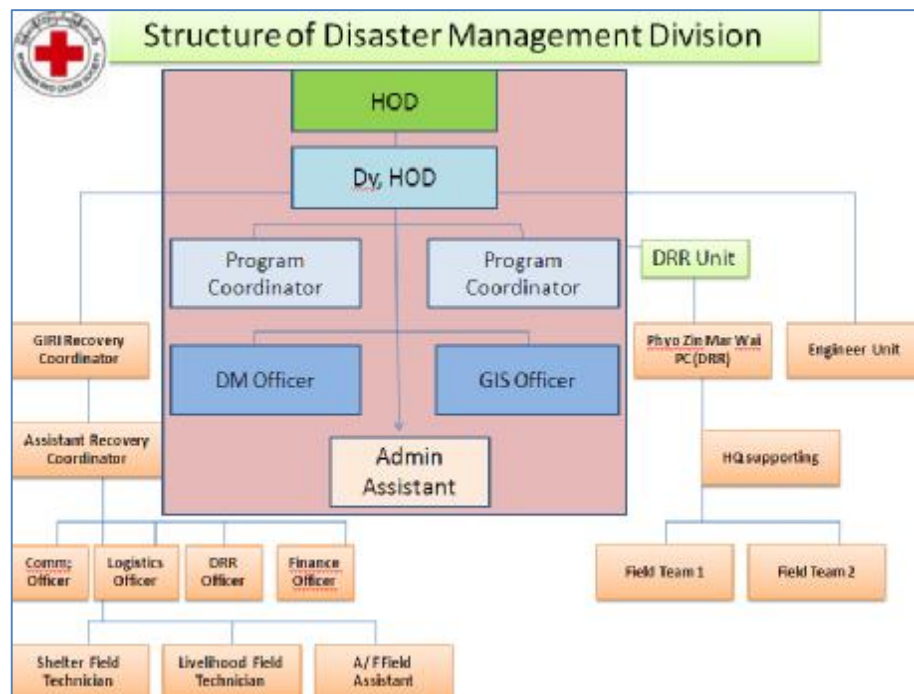 Structure of Disaster Management Division
HOD
Dy, HOD
Program
Coordinator
Program
Coordinator
DRR Unit
GIRI Recovery
Coordinator
Phyo Zin Mar Wai
PC(DRR)
Engineer Unit
DM Officer
GIS Officer
Assistant Recovery
Coordinator
Admin
Assistant
HQ supporting
Comm;
Officer
Logistics
Officer
DRR
Officer
Finance
Officer
Field Team 1
Field Team 2
Shelter Field
Technician
Livelihood Field
Technician
A/F Field
Assistant